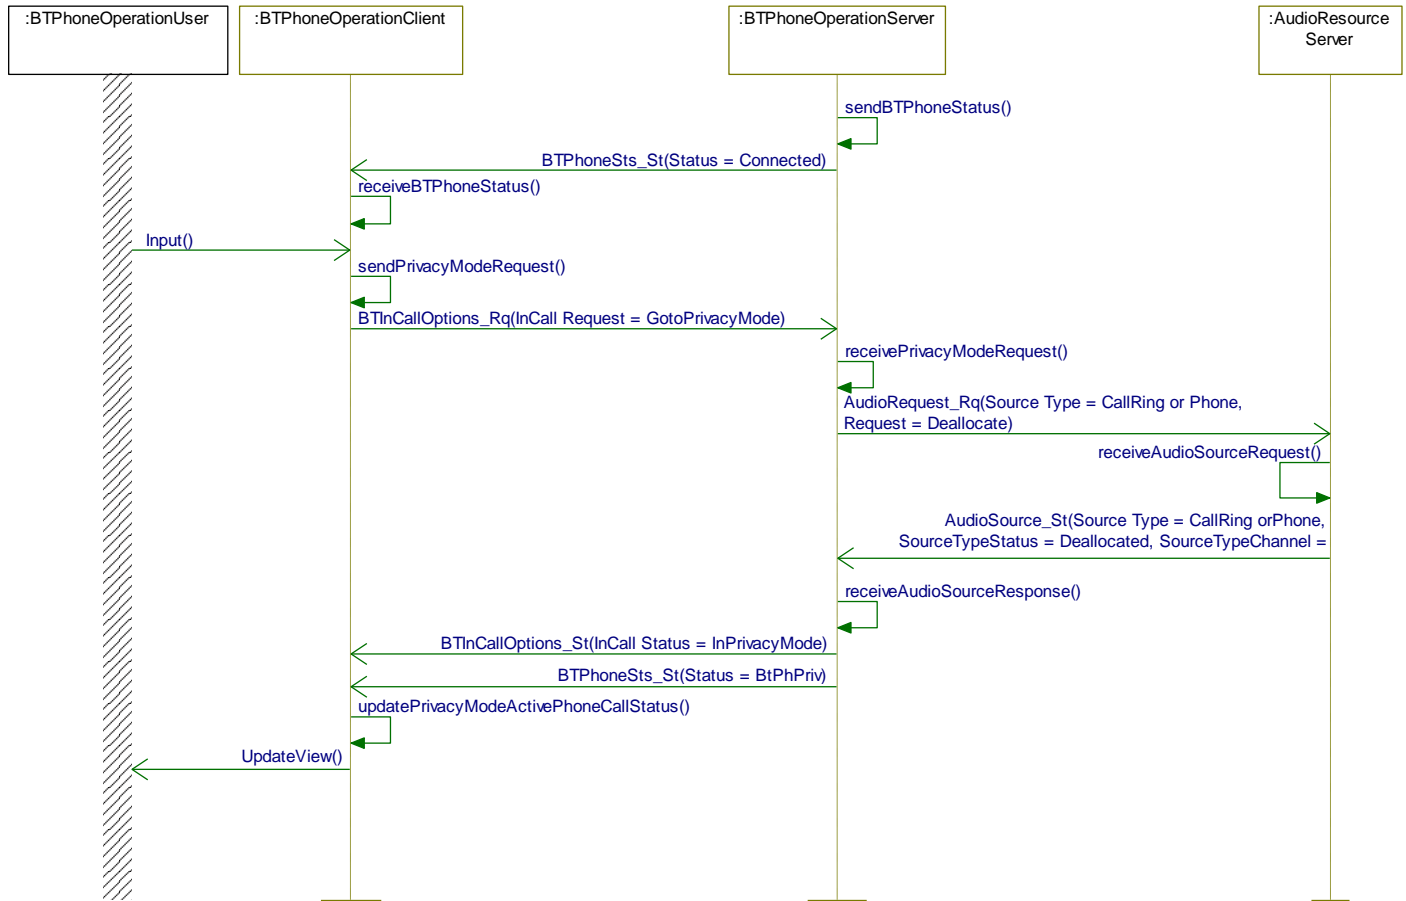 :BTPhoneOperationUser
:BTPhoneOperationClient
:BTPhoneOperationServer
:AudioResource
Server
sendBTPhoneStatus()
BTPhoneSts_St(Status = Connected)
receiveBTPhoneStatus()
Input()
sendPrivacyModeRequest()
BTInCallOptions_Rq(InCall Request = GotoPrivacyMode)
receivePrivacyModeRequest()
AudioRequest_Rq(Source Type = CallRing or Phone,
Request = Deallocate)
receiveAudioSourceRequest()
AudioSource_St(Source Type = CallRing orPhone,
SourceTypeStatus = Deallocated, SourceTypeChannel =
receiveAudioSourceResponse()
BTInCallOptions_St(InCall Status = InPrivacyMode)
BTPhoneSts_St(Status = BtPhPriv)
updatePrivacyModeActivePhoneCallStatus()
UpdateView()